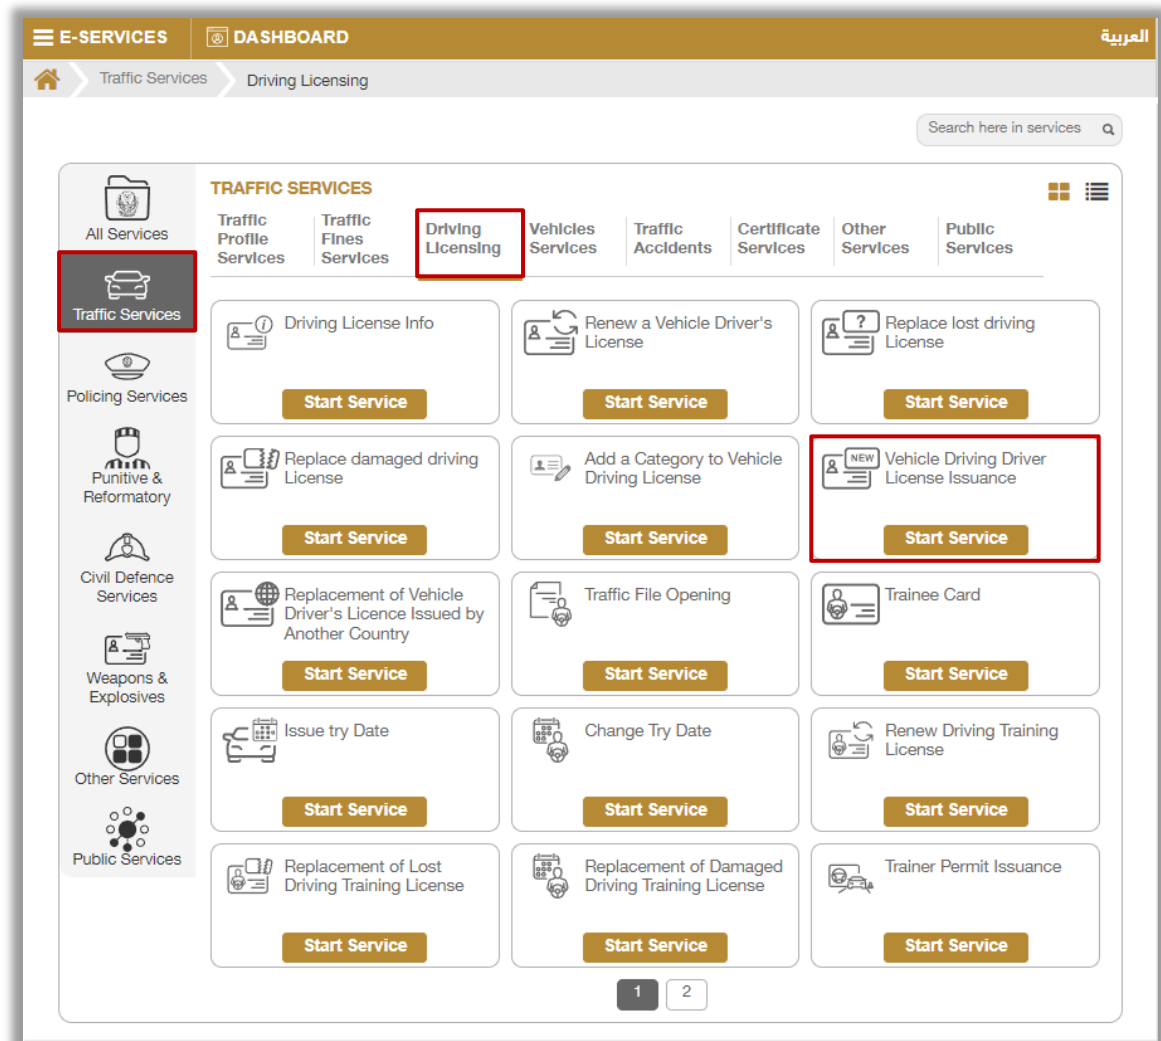 E-SERVICES
DASHBOARD
العربية
Traffic Services
Driving Licensing
Search here in services
All Services
Traffic Services
Policing Services
Punitive &
Reformatory
Civil Defence
Services
Weapons &
Explosives
Other Services
Public Services
TRAFFIC SERVICES
Traffic
Profile
Services
Traffic
Fines
Services
Driving
Licensing
Vehicles
Services
Traffic
Accidents
Certificate
Services
Other
Services
Public
Services
Driving License Info
Start Service
Renew a Vehicle Driver's
License
Start Service
?
Replace lost driving
License
Start Service
Replace damaged driving
License
Start Service
Add a Category to Vehicle
Driving License
Start Service
NEW
Vehicle Driving Driver
License Issuance
Start Service
Replacement of Vehicle
Driver's Licence Issued by
Another Country
Start Service
Traffic File Opening
Start Service
Trainee Card
Start Service
Issue try Date
Start Service
Change Try Date
Start Service
Renew Driving Training
License
Start Service
Replacement of Lost
Driving Training License
Start Service
Replacement of Damaged
Driving Training License
Start Service
Trainer Permit Issuance
Start Service
1
2